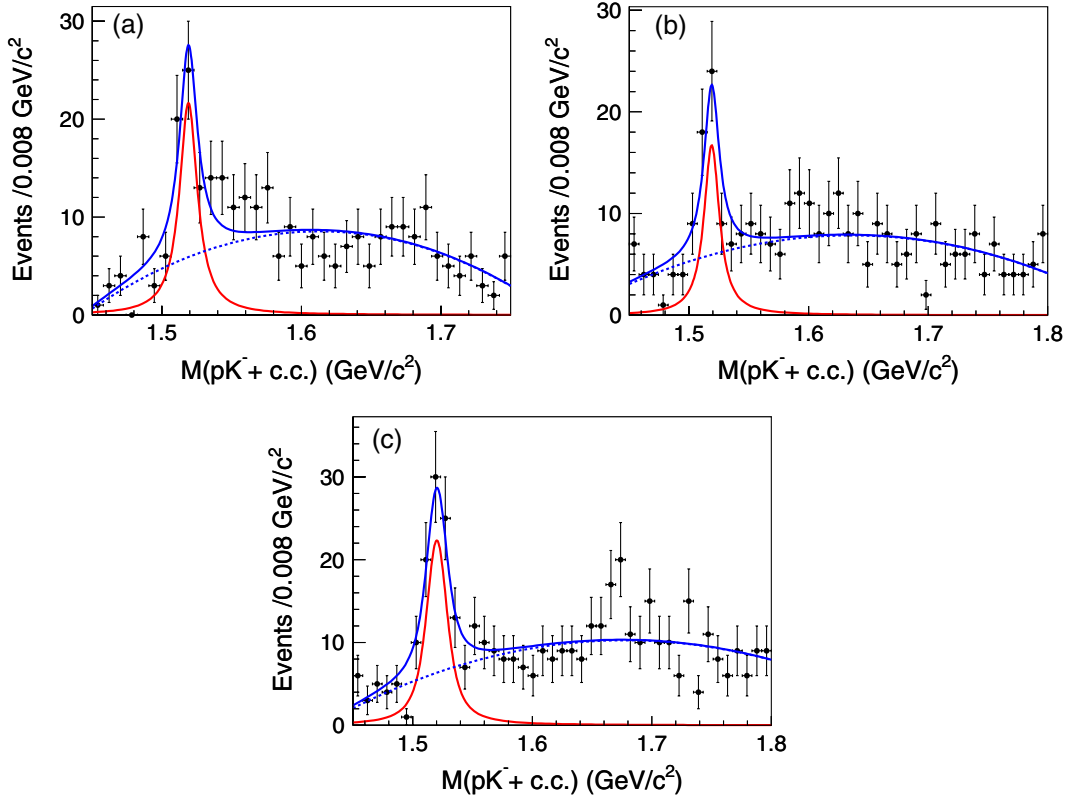 (a)
Events /0.008 GeV/c²
30
20
10
0
1.5
1.6
1.7
M(pK⁻+ c.c.) (GeV/c²)
(b)
Events /0.008 GeV/c²
30
20
10
0
1.5
1.6
1.7
1.8
M(pK⁻+ c.c.) (GeV/c²)
(c)
Events /0.008 GeV/c²
30
20
10
0
1.5
1.6
1.7
1.8
M(pK⁻+ c.c.) (GeV/c²)